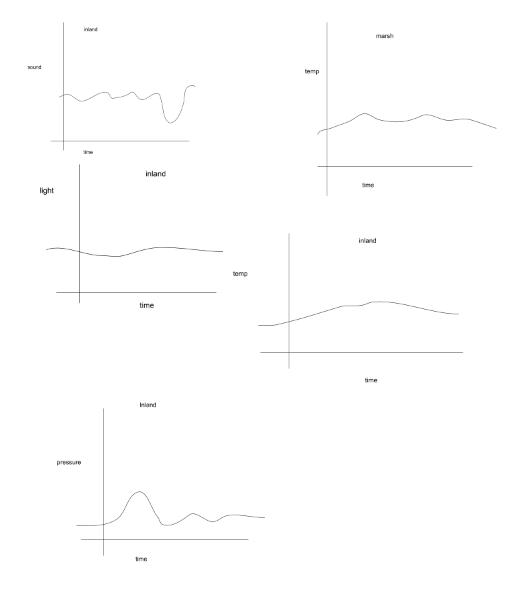 inland
sound
time
marsh
temp
time
inland
light
time
inland
temp
time
Inland
pressure
time